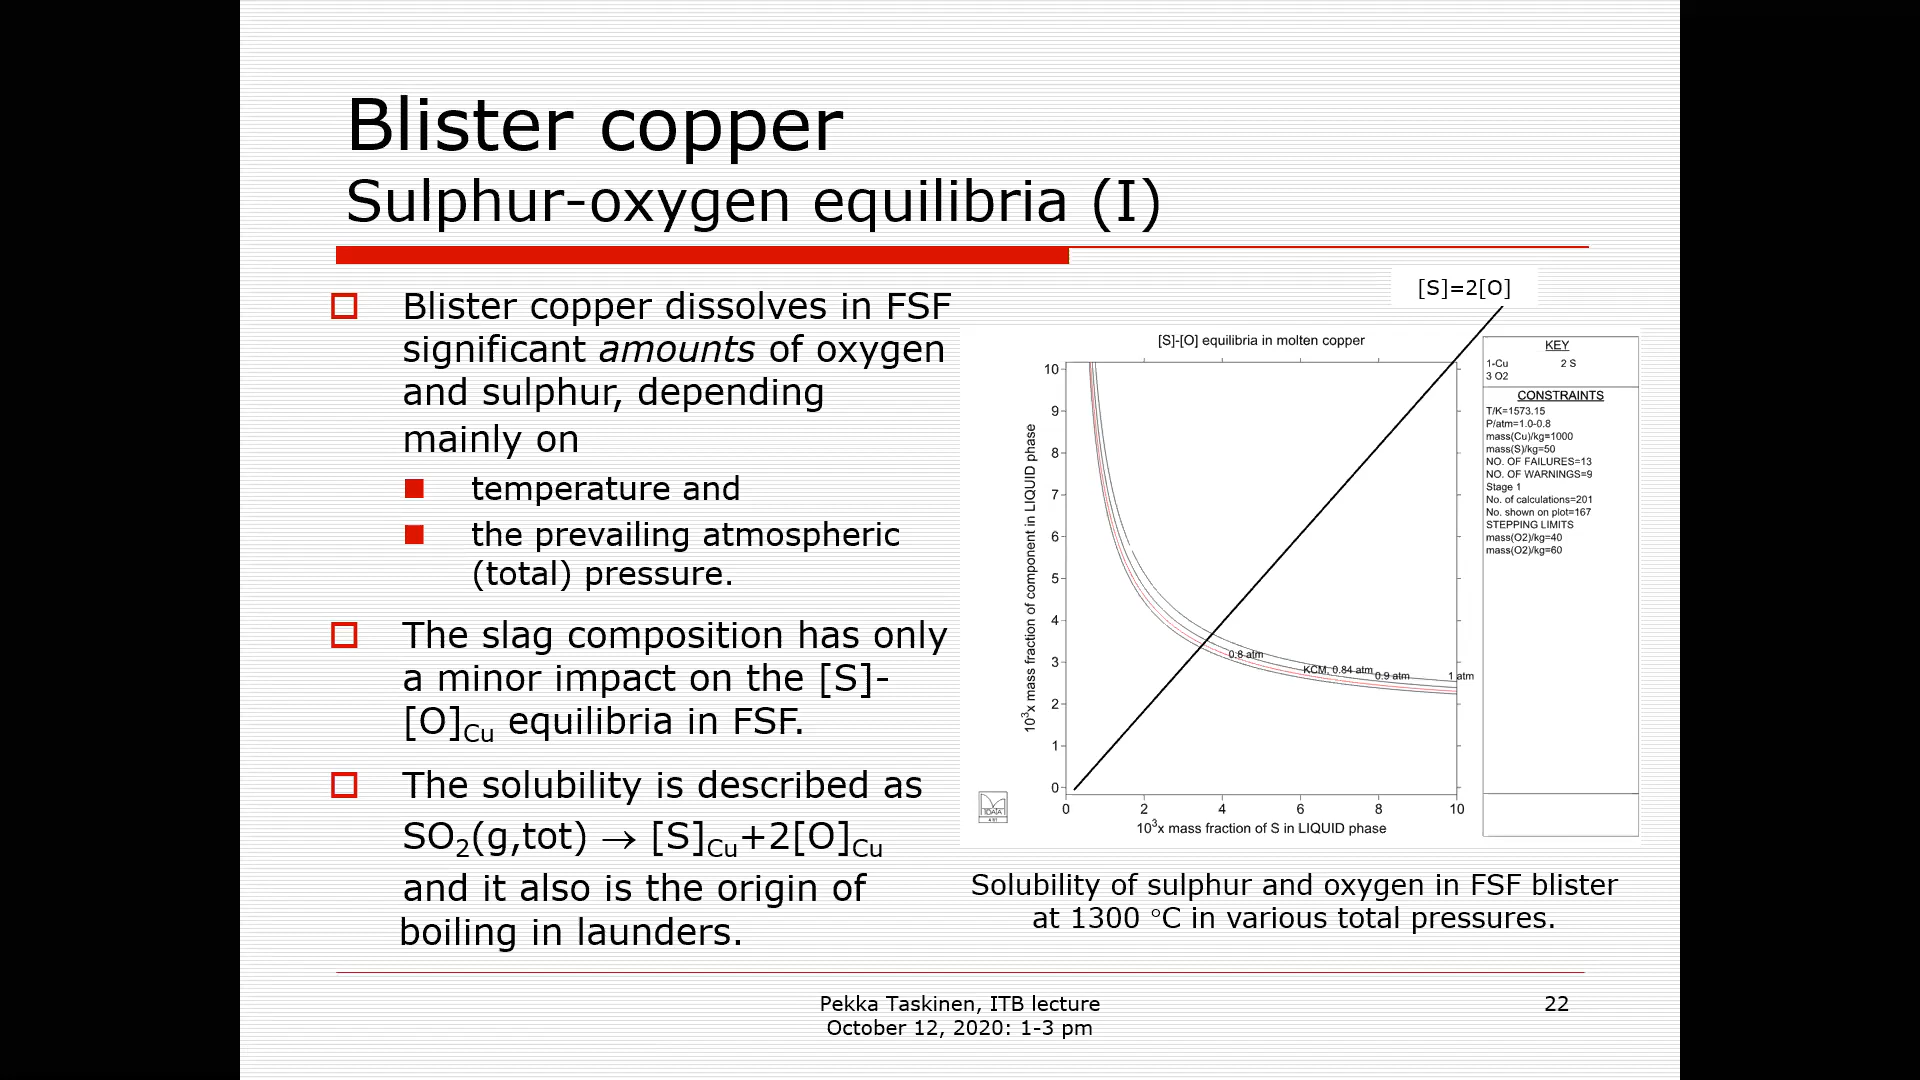 Blister copper
Sulphur-oxygen equilibria (I)
Blister copper dissolves in FSF
significant amounts of oxygen
and sulphur, depending
mainly on
temperature and
the prevailing atmospheric
(total) pressure.
The slag composition has only
a minor impact on the [S]-
[O]Cu equilibria in FSF.
The solubility is described as
SO2(g,tot) → [S]Cu+2[O]Cu
and it also is the origin of
boiling in launders.
[S]=2[O]
[S]-[O] equilibria in molten copper
10³x mass fraction of component in LIQUID phase
10
9
8
7
6
5
4
3
2
1
0
0.8 atm
KCM, 0.84 atm
0.9 atm
1 atm
0 2 4 6 8 10
10³x mass fraction of S in LIQUID phase
KEY
1-Cu 2 S
3 O2
CONSTRAINTS
T/K=1573.15
P/atm=1.0-0.8
mass(Cu)/kg=1000
mass(S)/kg=50
NO. OF FAILURES=13
NO. OF WARNINGS=9
Stage 1
No. of calculations=201
No. shown on plot=167
STEPPING LIMITS
mass(O2)/kg=40
mass(O2)/kg=60
Solubility of sulphur and oxygen in FSF blister
at 1300 °C in various total pressures.
Pekka Taskinen, ITB lecture
October 12, 2020: 1-3 pm
22